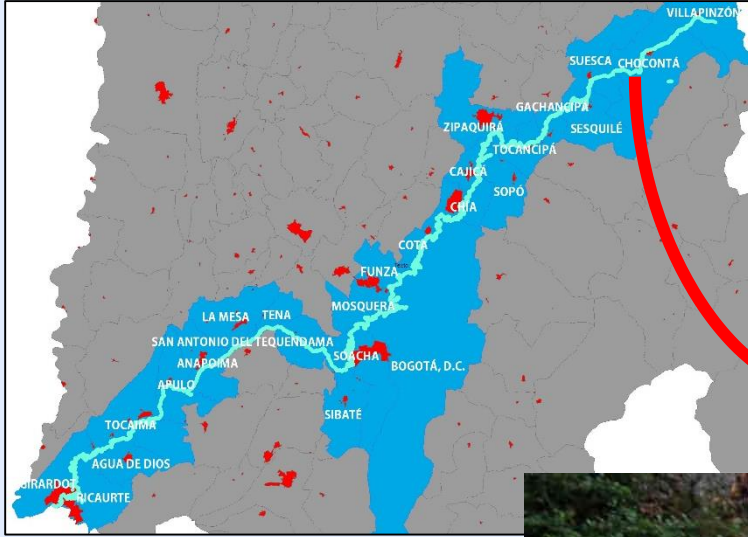 VILLAPINZÓN
SUESCA
CHOCONTÁ
GACHANCIPÁ
ZIPAQUIRÁ
SESQUILÉ
TOCANCIPÁ
CAJICÁ
SOPÓ
CHÍA
COTA
FUNZA
MOSQUERA
LA MESA
TENA
SAN ANTONIO DEL TEQUENDAMA
SOACHA
ANAPOIMA
BOGOTÁ, D.C.
APULO
SIBATÉ
TOCAIMA
AGUA DE DIOS
GIRARDOT
RICAURTE